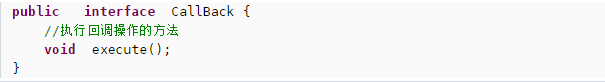 public   interface  CallBack {
    //执行回调操作的方法
    void  execute();
}